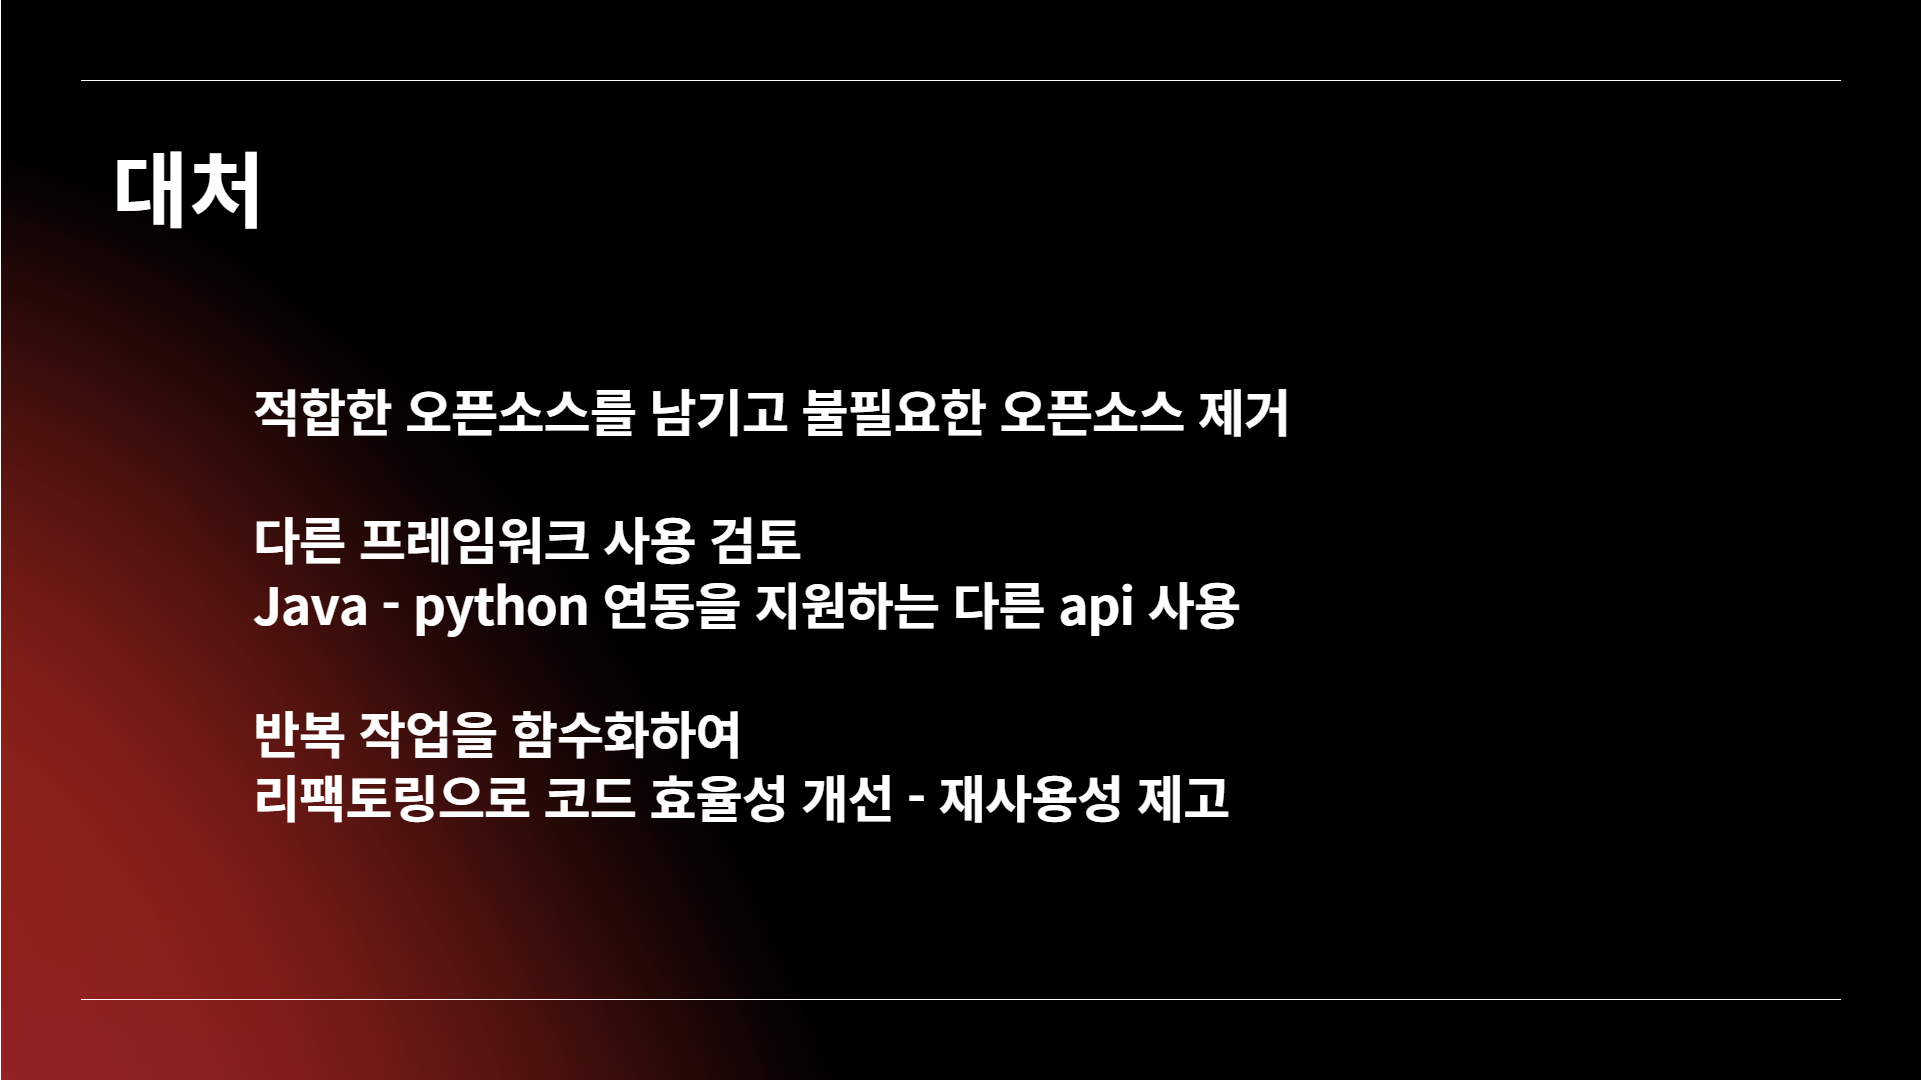 대처
적합한 오픈소스를 남기고 불필요한 오픈소스 제거
다른 프레임워크 사용 검토
Java - python 연동을 지원하는 다른 api 사용
반복 작업을 함수화하여
리팩토링으로 코드 효율성 개선 - 재사용성 제고